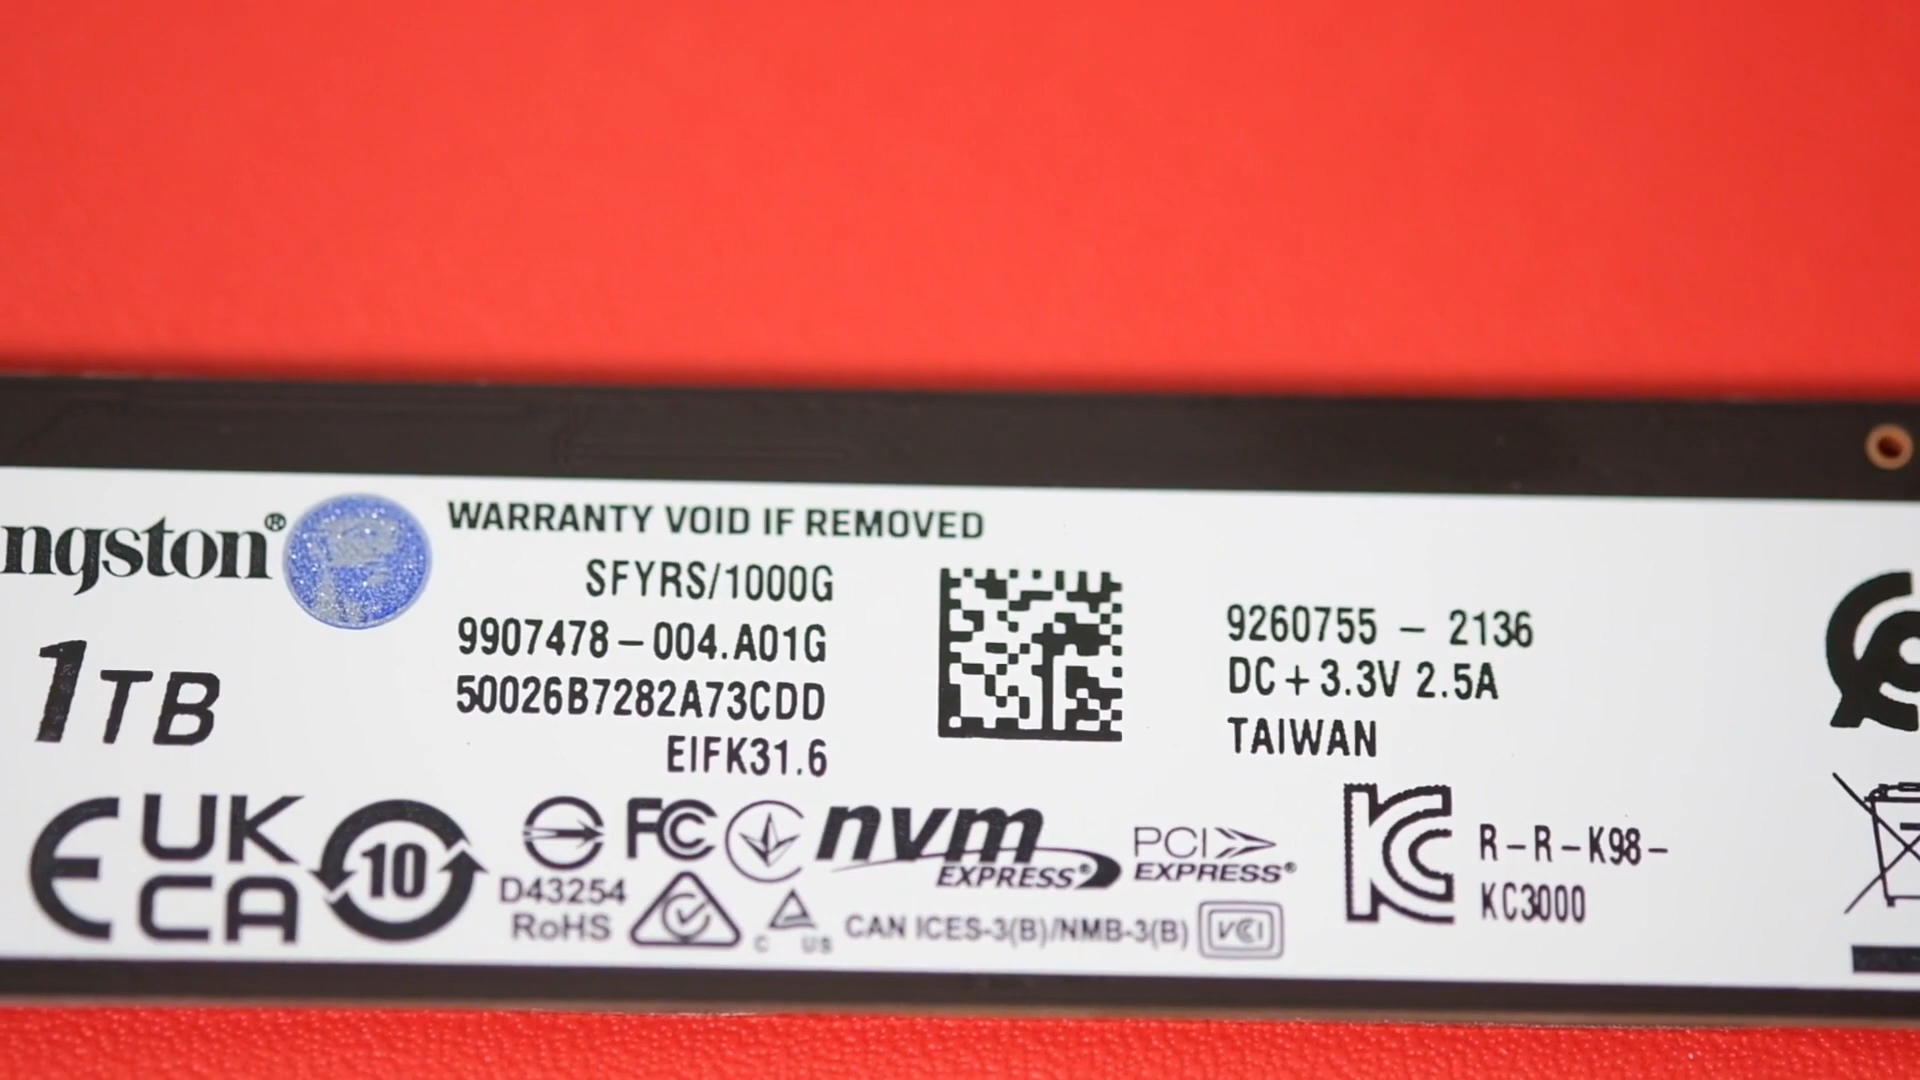 ngston®
WARRANTY VOID IF REMOVED
SFYRS/1000G
9907478-004.A01G
50026B7282A73CDD
EIFK31.6
1TB
9260755 - 2136
DC+3.3V 2.5A
TAIWAN
UK
CA
10
D43254
RoHS
FC
nvm
EXPRESS®
PCI
EXPRESS®
C US
CAN ICES-3(B)/NMB-3(B)
VCI
R-R-K98-
KC3000